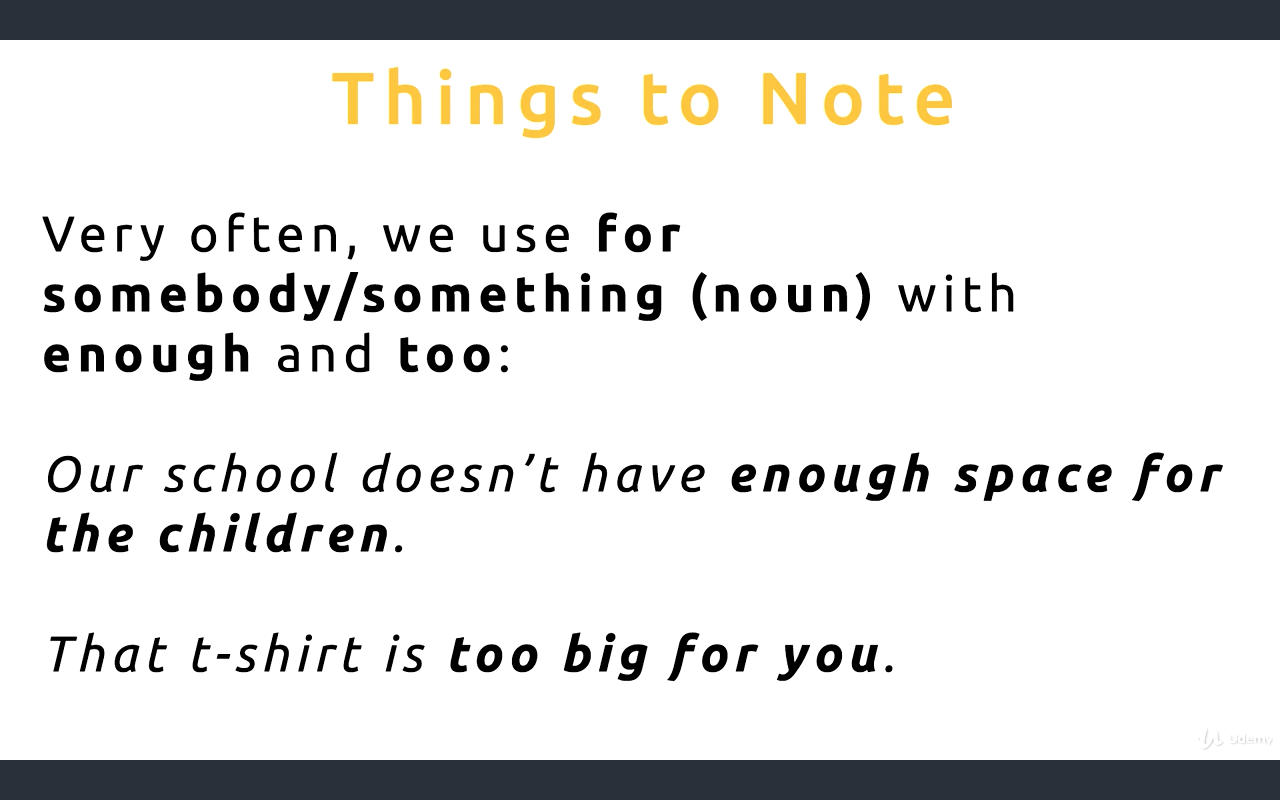 Things to Note
Very often, we use for
somebody/something (noun) with
enough and too:
Our school doesn’t have enough space for
the children.
That t-shirt is too big for you.
Udemy